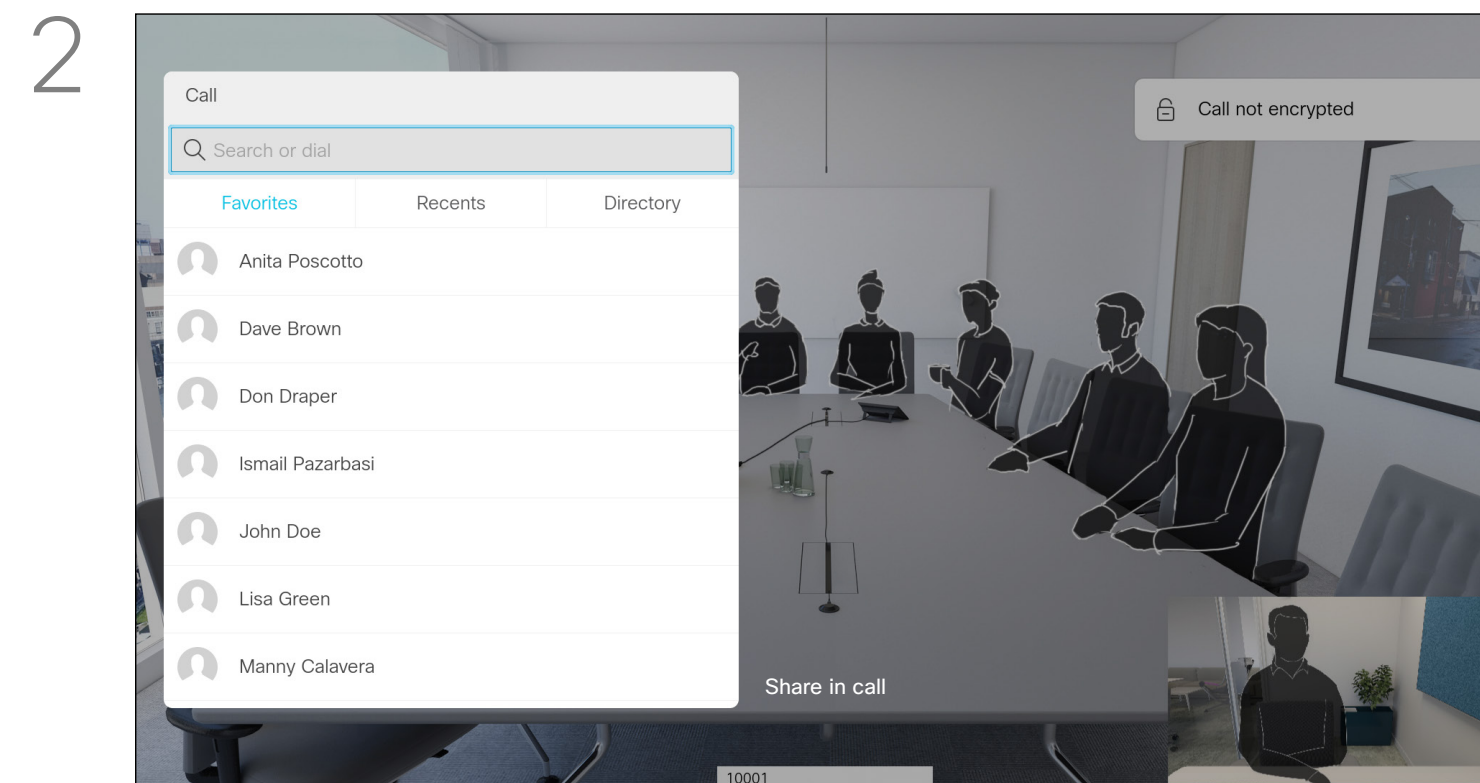 2
Call
Call not encrypted
Search or dial
Favorites Recents Directory
Anita Poscotto
Dave Brown
Don Draper
Ismail Pazarbasi
John Doe
Lisa Green
Manny Calavera
Share in call
10001